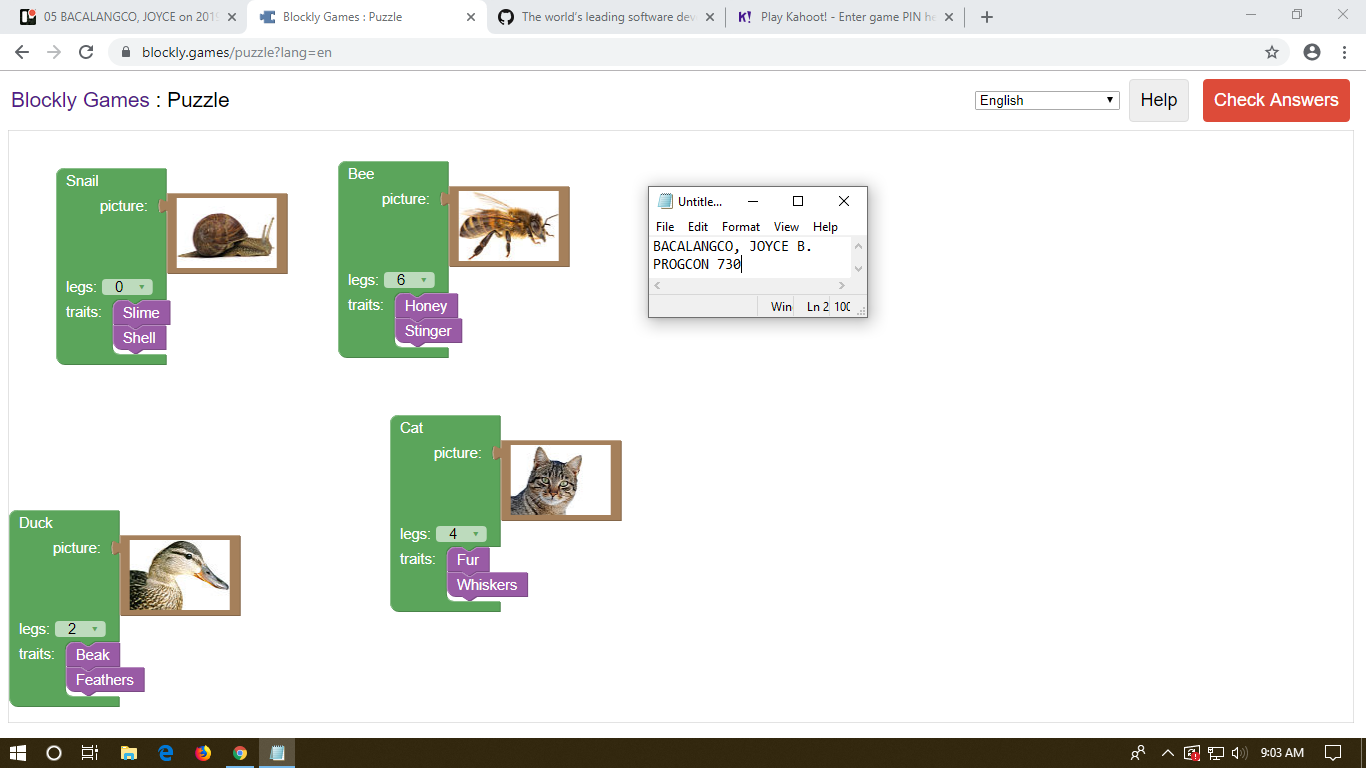 05 BACALANGCO, JOYCE on 2019
Blockly Games : Puzzle
The world's leading software dev
Play Kahoot! - Enter game PIN he
blockly.games/puzzle?lang=en
Blockly Games : Puzzle
English
Help
Check Answers
Snail
picture:
legs: 0
traits: Slime
Shell
Bee
picture:
legs: 6
traits: Honey
Stinger
Untitle...
File Edit Format View Help
BACALANGCO, JOYCE B.
PROGCON 730
Win Ln 2 100
Cat
picture:
legs: 4
traits: Fur
Whiskers
Duck
picture:
legs: 2
traits: Beak
Feathers
9:03 AM